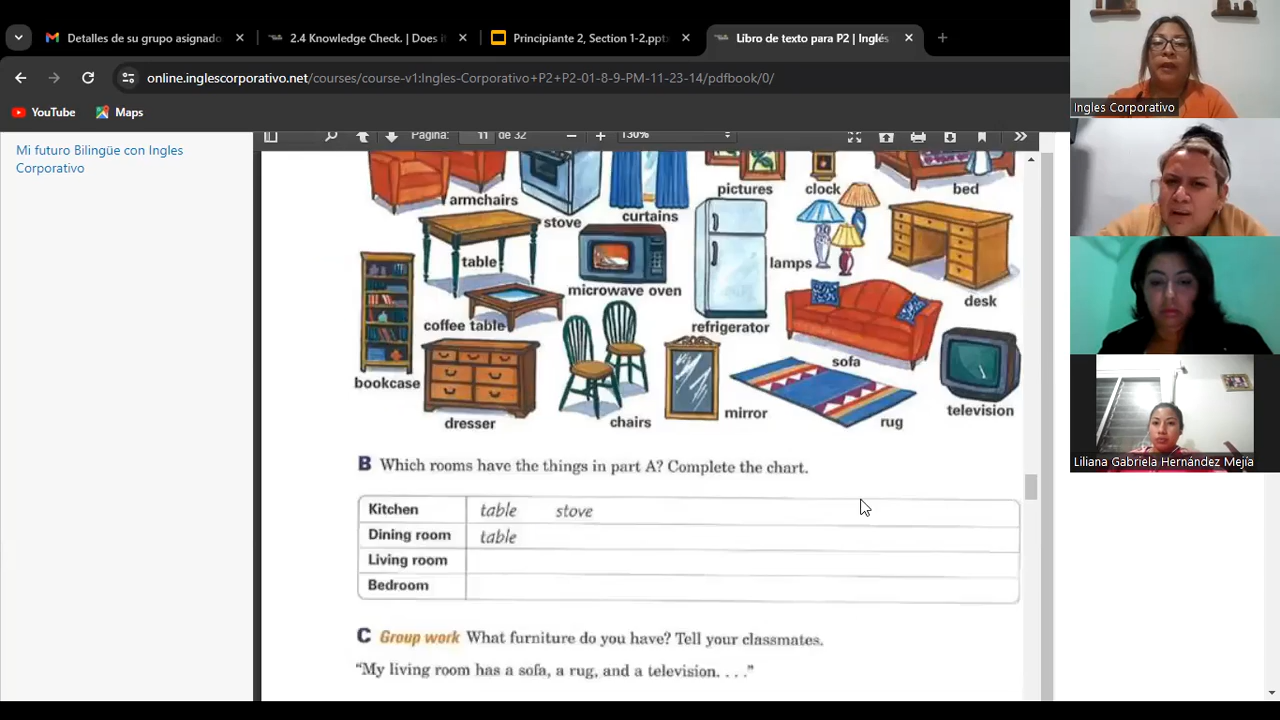 Detalles de su grupo asignado
2.4 Knowledge Check. | Does i
Principiante 2, Section 1-2.ppt
Libro de texto para P2 | Inglés
online.inglescorporativo.net/courses/course-v1:Ingles-Corporativo+P2+P2-01-8-9-PM-11-23-14/pdfbook/0/
YouTube
Maps
Mi futuro Bilingüe con Ingles
Corporativo
Página:
11
de 32
130%
armchairs
stove
curtains
pictures
clock
bed
table
microwave oven
lamps
desk
coffee table
refrigerator
sofa
bookcase
dresser
chairs
mirror
rug
television
B Which rooms have the things in part A? Complete the chart.
Kitchen table stove
Dining room table
Living room
Bedroom
C Group work What furniture do you have? Tell your classmates.
“My living room has a sofa, a rug, and a television. . . .”
Ingles Corporativo
Liliana Gabriela Hernández Mejía